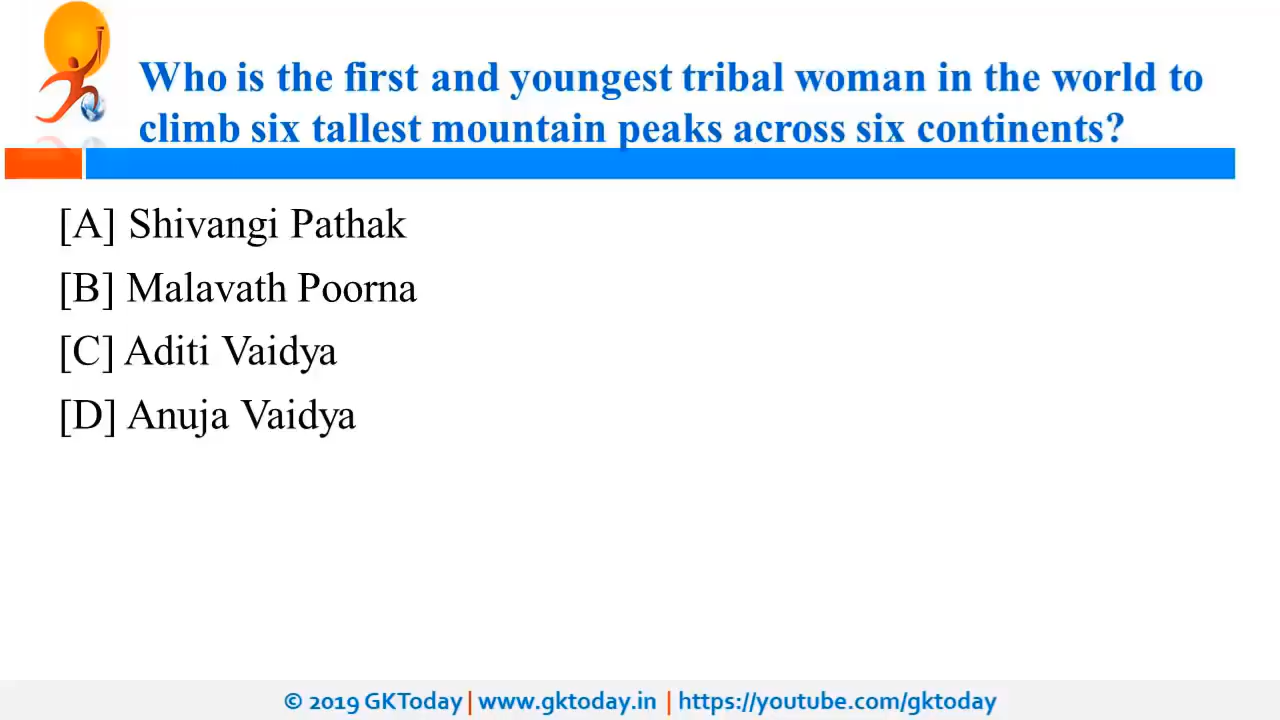 Who is the first and youngest tribal woman in the world to
climb six tallest mountain peaks across six continents?
[A] Shivangi Pathak
[B] Malavath Poorna
[C] Aditi Vaidya
[D] Anuja Vaidya
© 2019 GKToday | www.gktoday.in | https://youtube.com/gktoday